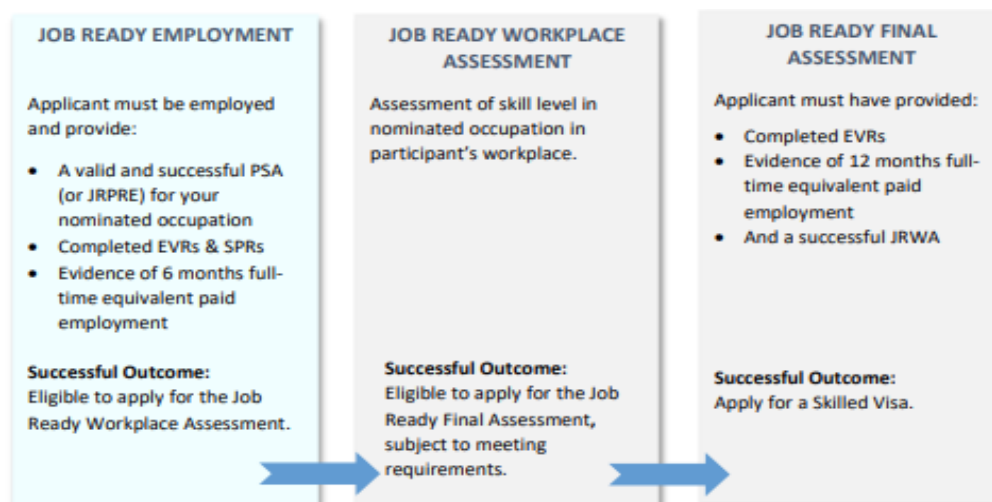 JOB READY EMPLOYMENT
Applicant must be employed
and provide:
• A valid and successful PSA
(or JRPRE) for your
nominated occupation
• Completed EVRs & SPRs
• Evidence of 6 months full-
time equivalent paid
employment
Successful Outcome:
Eligible to apply for the Job
Ready Workplace Assessment.
JOB READY WORKPLACE
ASSESSMENT
Assessment of skill level in
nominated occupation in
participant's workplace.
Successful Outcome:
Eligible to apply for the Job
Ready Final Assessment,
subject to meeting
requirements.
JOB READY FINAL
ASSESSMENT
Applicant must have provided:
• Completed EVRs
• Evidence of 12 months full-
time equivalent paid
employment
• And a successful JRWA
Successful Outcome:
Apply for a Skilled Visa.